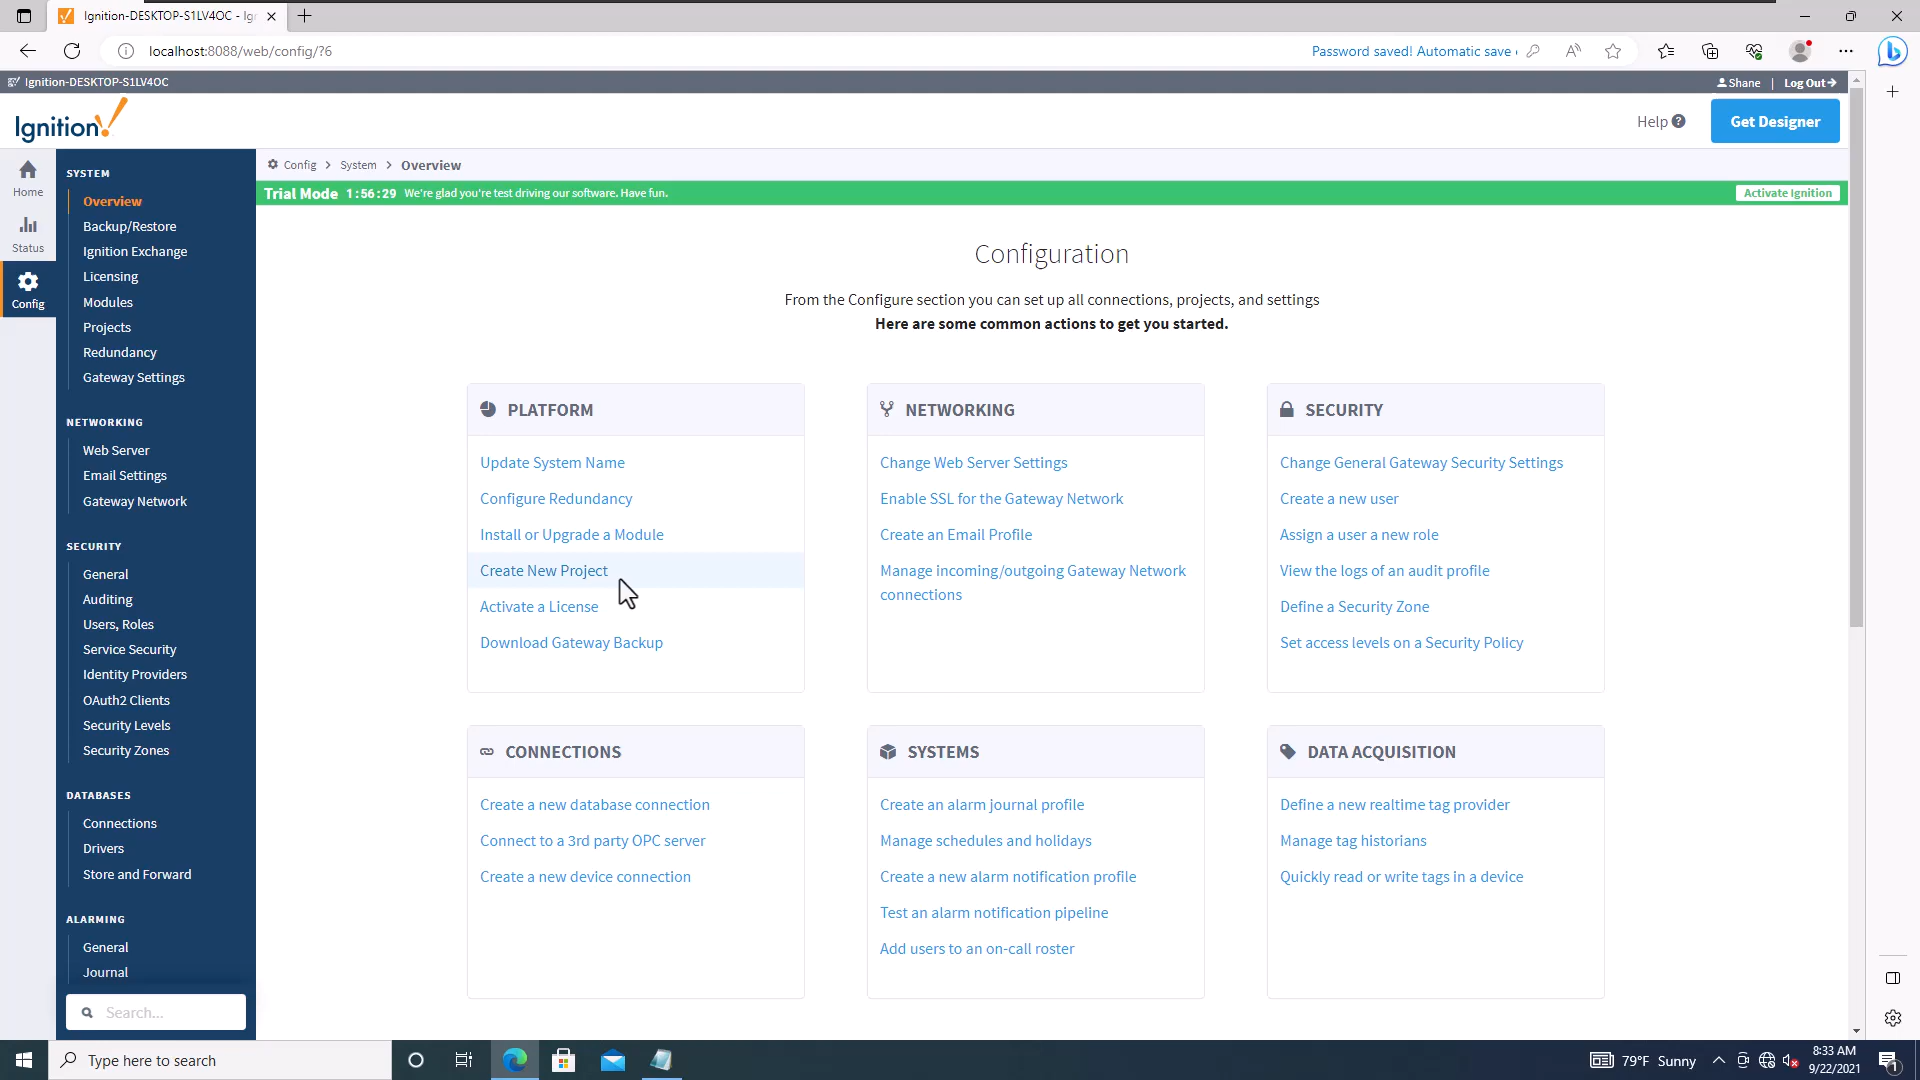 Ignition-DESKTOP-S1LV4OC - Ig
localhost:8088/web/config/?6
Password saved! Automatic save
Ignition-DESKTOP-S1LV4OC
Shane | Log Out
Ignition!
Help
Get Designer
Home
Status
Config
SYSTEM
Overview
Backup/Restore
Ignition Exchange
Licensing
Modules
Projects
Redundancy
Gateway Settings
NETWORKING
Web Server
Email Settings
Gateway Network
SECURITY
General
Auditing
Users, Roles
Service Security
Identity Providers
OAuth2 Clients
Security Levels
Security Zones
DATABASES
Connections
Drivers
Store and Forward
ALARMING
General
Journal
Search...
Config > System > Overview
Trial Mode 1:56:29 We're glad you're test driving our software. Have fun.
Activate Ignition
Configuration
From the Configure section you can set up all connections, projects, and settings
Here are some common actions to get you started.
PLATFORM
Update System Name
Configure Redundancy
Install or Upgrade a Module
Create New Project
Activate a License
Download Gateway Backup
NETWORKING
Change Web Server Settings
Enable SSL for the Gateway Network
Create an Email Profile
Manage incoming/outgoing Gateway Network
connections
SECURITY
Change General Gateway Security Settings
Create a new user
Assign a user a new role
View the logs of an audit profile
Define a Security Zone
Set access levels on a Security Policy
CONNECTIONS
Create a new database connection
Connect to a 3rd party OPC server
Create a new device connection
SYSTEMS
Create an alarm journal profile
Manage schedules and holidays
Create a new alarm notification profile
Test an alarm notification pipeline
Add users to an on-call roster
DATA ACQUISITION
Define a new realtime tag provider
Manage tag historians
Quickly read or write tags in a device
Type here to search
79°F Sunny
8:33 AM
9/22/2021
1